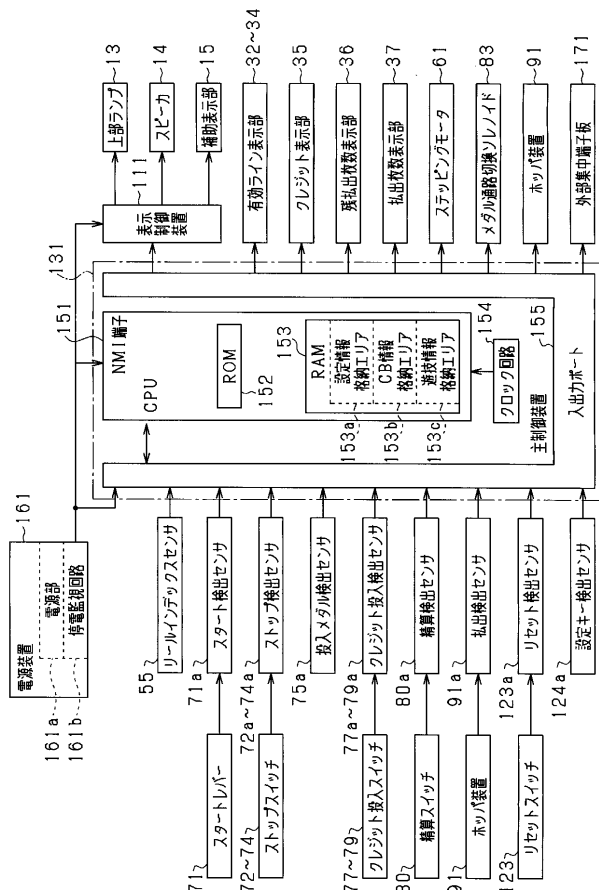 電源装置
161
電源部
停電監視回路
161a
161b
131
151
NMI端子
CPU
ROM
152
RAM
153
設定情報
格納エリア
CB情報
格納エリア
遊技情報
格納エリア
153a
153b
153c
クロック回路
154
主制御装置
155
入出力ポート
表示制御装置
111
上部ランプ
13
スピーカ
14
補助表示部
15
有効ライン表示部
32~34
クレジット表示部
35
残払出枚数表示部
36
払出枚数表示部
37
ステッピングモータ
61
メダル通路切換ソレノイド
83
ホッパ装置
91
外部集中端子板
171
リールインデックスセンサ
55
スタートレバー
71
スタート検出センサ
71a
ストップスイッチ
72~74
ストップ検出センサ
72a~74a
投入メダル検出センサ
75a
クレジット投入スイッチ
77~79
クレジット投入検出センサ
77a~79a
精算スイッチ
80
精算検出センサ
80a
ホッパ装置
91
払出検出センサ
91a
リセットスイッチ
123
リセット検出センサ
123a
設定キー検出センサ
124a